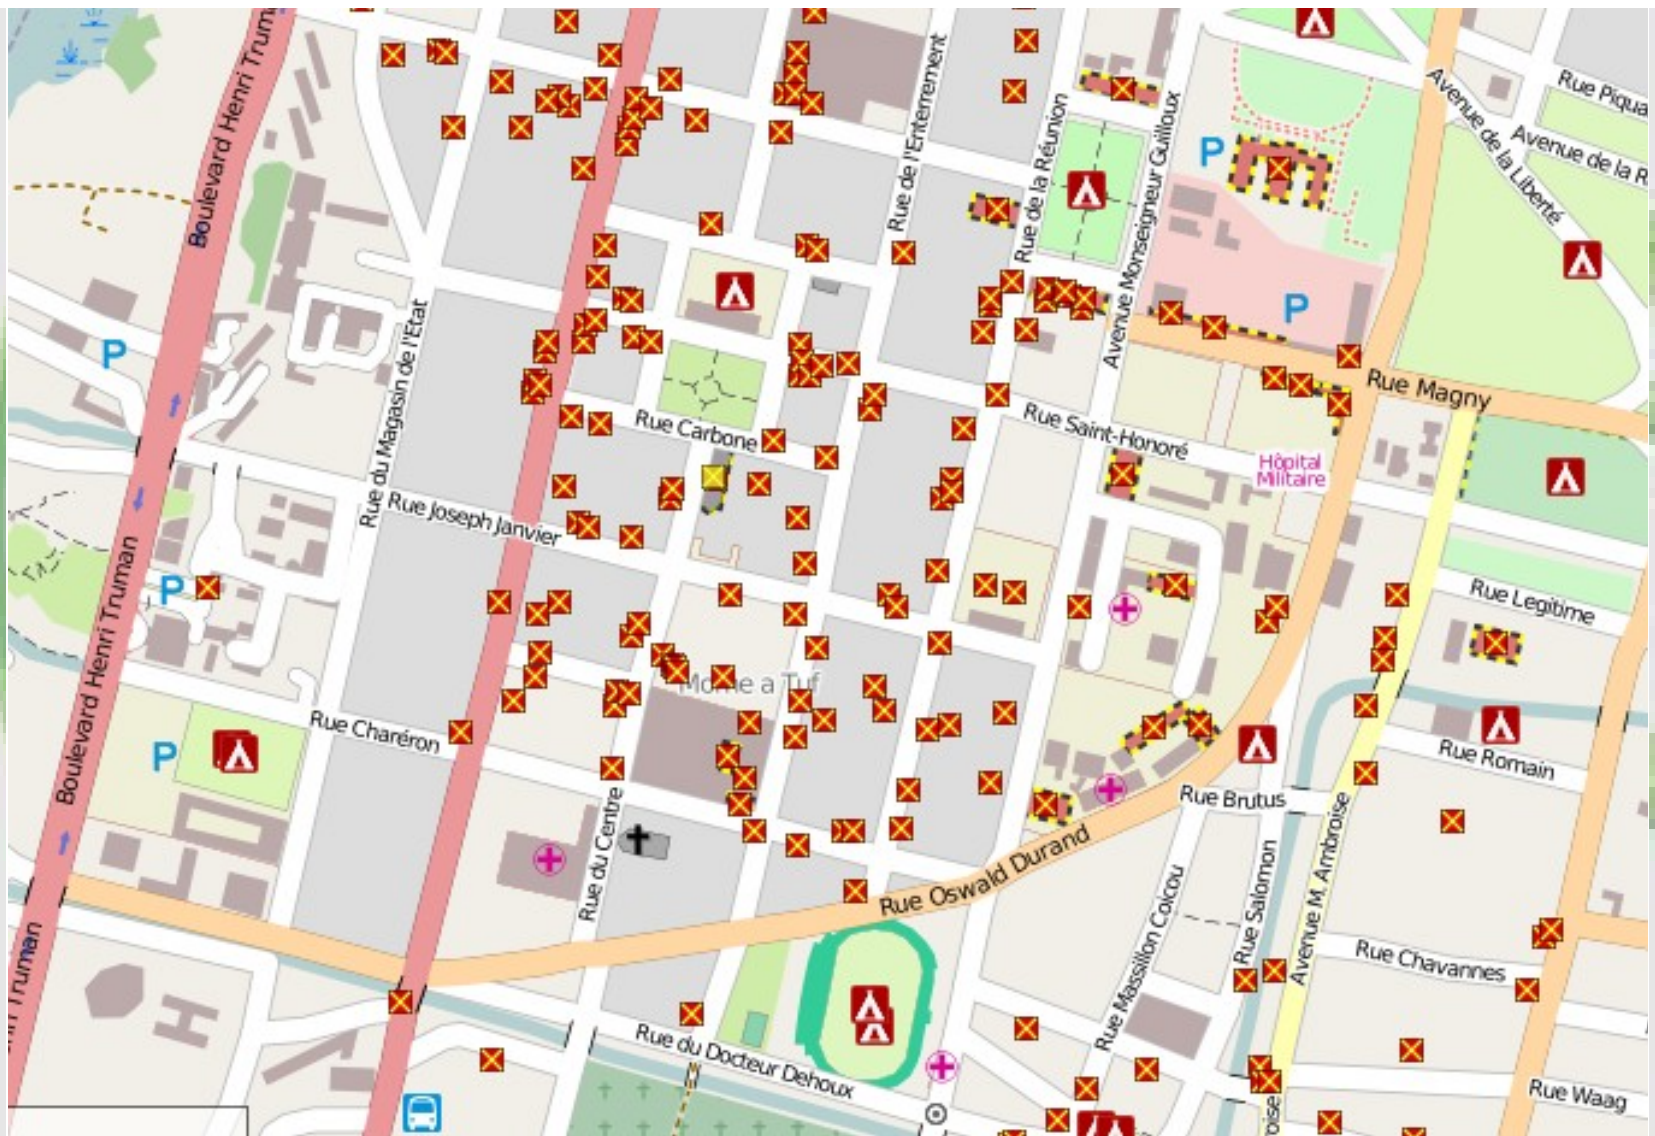 Boulevard Henri Truman
Rue de l'Enterrement
Rue de la Réunion
Avenue Monseigneur Guilloux
Avenue de la Liberté
Rue Piqua
Avenue de la R
P
P
P
Rue du Magasin de l'Etat
Rue Magny
Rue Carbone
Rue Saint-Honoré
Hôpital
Militaire
Rue Joseph Janvier
P
Boulevard Henri Truman
Rue Legitime
Morne a Tuf
Rue Charéron
P
Rue Romain
Rue Brutus
Rue du Centre
Rue Oswald Durand
Rue Massillon Coicou
Rue Salomon
Avenue M. Ambroise
Rue Chavannes
nri Truman
Rue du Docteur Dehoux
Rue Waag
oise